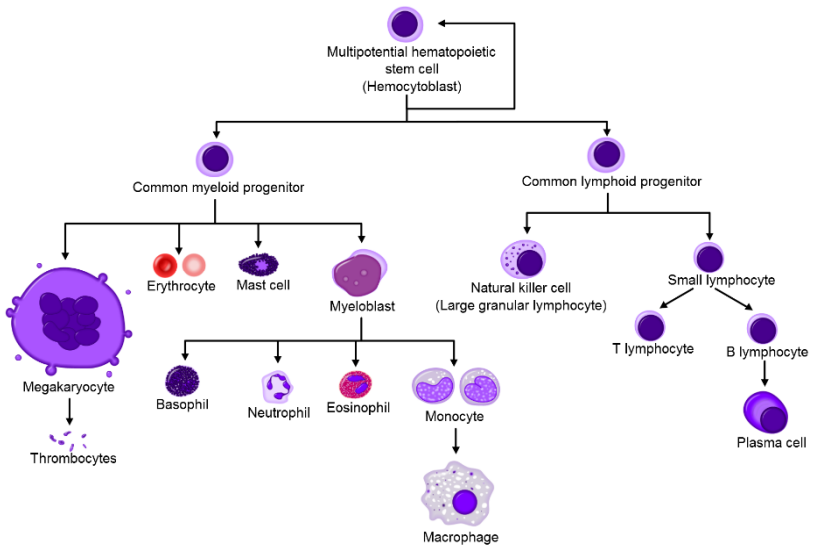 Multipotential hematopoietic
stem cell
(Hemocytoblast)
Common myeloid progenitor
Common lymphoid progenitor
Erythrocyte
Mast cell
Myeloblast
Natural killer cell
(Large granular lymphocyte)
Small lymphocyte
T lymphocyte
B lymphocyte
Megakaryocyte
Basophil
Neutrophil
Eosinophil
Monocyte
Plasma cell
Thrombocytes
Macrophage